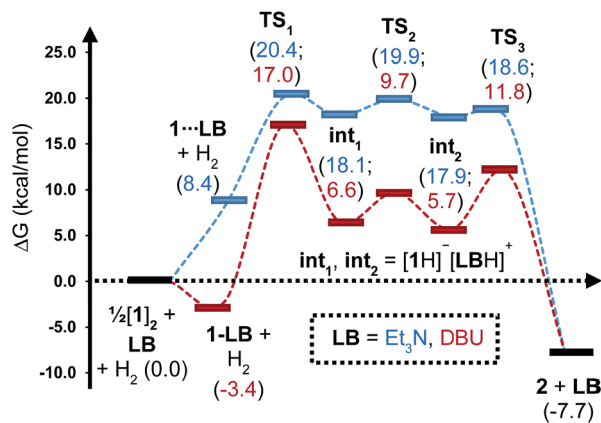 TS1
(20.4;
17.0)
TS2
(19.9;
9.7)
TS3
(18.6;
11.8)
25.0
20.0
15.0
10.0
5.0
0.0
-5.0
-10.0
ΔG (kcal/mol)
1···LB
+ H2
(8.4)
int1
(18.1;
6.6)
int2
(17.9;
5.7)
int1, int2 = [1H]⁻[LBH]⁺
½[1]2 +
LB
+ H2 (0.0)
1-LB +
H2
(-3.4)
LB = Et3N, DBU
2 + LB
(-7.7)